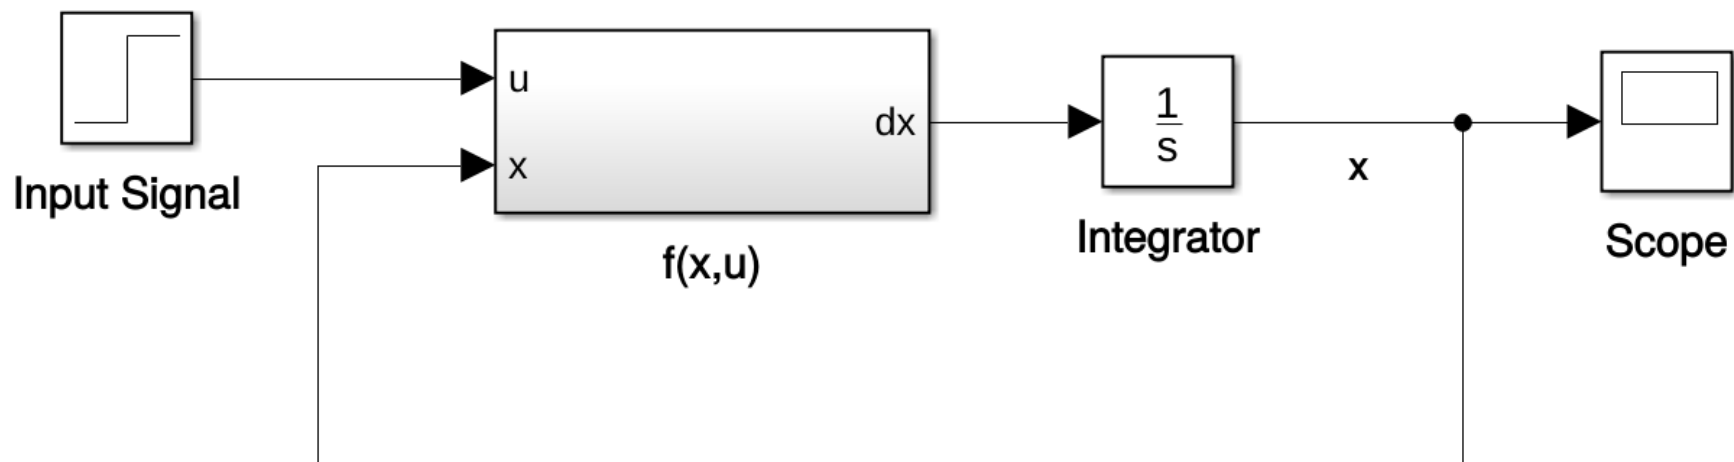 u
x
dx
1
s
x
Input Signal
f(x,u)
Integrator
Scope